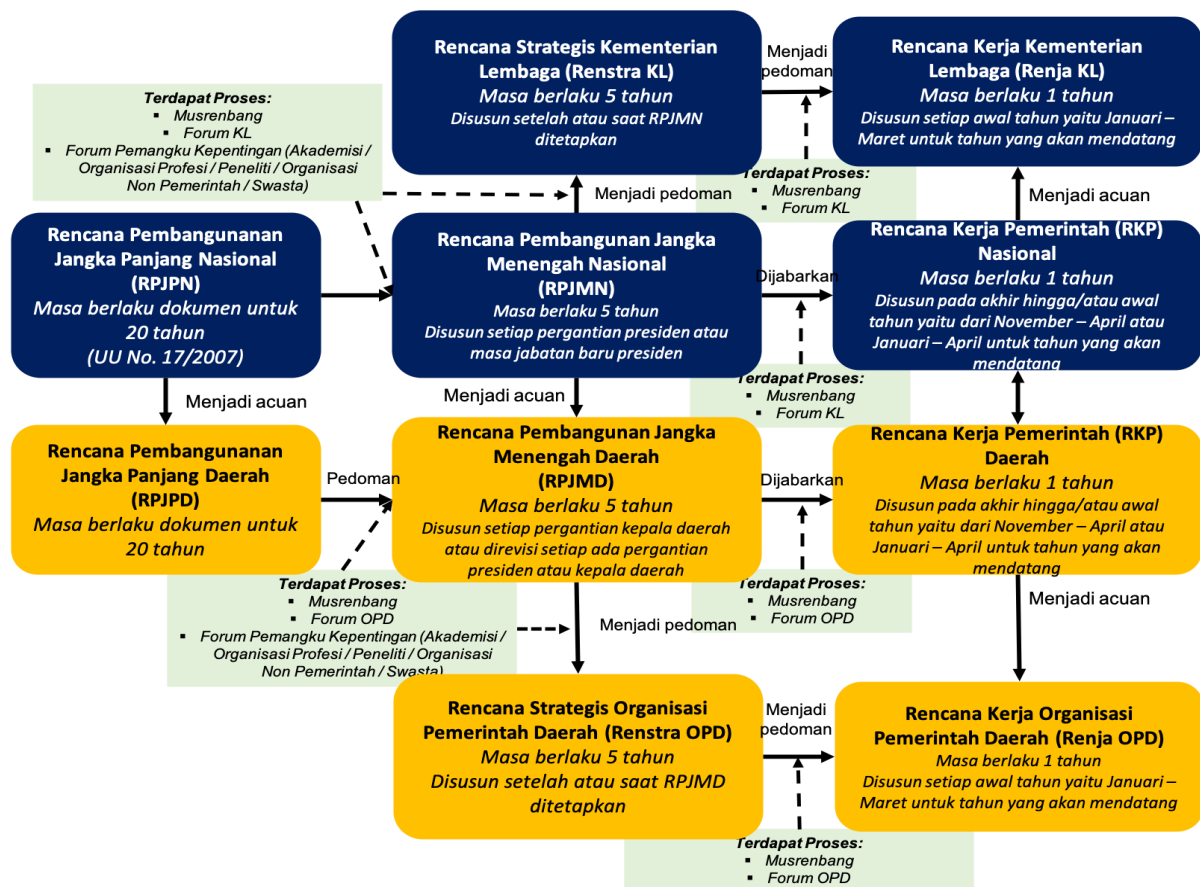 Rencana Strategis Kementerian
Lembaga (Renstra KL)
Masa berlaku 5 tahun
Disusun setelah atau saat RPJMN
ditetapkan
Menjadi
pedoman
Rencana Kerja Kementerian
Lembaga (Renja KL)
Masa berlaku 1 tahun
Disusun setiap awal tahun yaitu Januari –
Maret untuk tahun yang akan mendatang
Terdapat Proses:
▪ Musrenbang
▪ Forum KL
▪ Forum Pemangku Kepentingan (Akademisi /
Organisasi Profesi / Peneliti / Organisasi
Non Pemerintah / Swasta)
Menjadi pedoman
Terdapat Proses:
▪ Musrenbang
▪ Forum KL
Menjadi acuan
Rencana Pembangunanan
Jangka Panjang Nasional
(RPJPN)
Masa berlaku dokumen untuk
20 tahun
(UU No. 17/2007)
Rencana Pembangunan Jangka
Menengah Nasional
(RPJMN)
Masa berlaku 5 tahun
Disusun setiap pergantian presiden atau
masa jabatan baru presiden
Dijabarkan
Rencana Kerja Pemerintah (RKP)
Nasional
Masa berlaku 1 tahun
Disusun pada akhir hingga/atau awal
tahun yaitu dari November – April atau
Januari – April untuk tahun yang akan
mendatang
Terdapat Proses:
▪ Musrenbang
▪ Forum KL
Menjadi acuan
Menjadi acuan
Rencana Pembangunanan
Jangka Panjang Daerah
(RPJPD)
Masa berlaku dokumen untuk
20 tahun
Pedoman
Rencana Pembangunan Jangka
Menengah Daerah
(RPJMD)
Masa berlaku 5 tahun
Disusun setiap pergantian kepala daerah
atau direvisi setiap ada pergantian
presiden atau kepala daerah
Dijabarkan
Rencana Kerja Pemerintah (RKP)
Daerah
Masa berlaku 1 tahun
Disusun pada akhir hingga/atau awal
tahun yaitu dari November – April atau
Januari – April untuk tahun yang akan
mendatang
Terdapat Proses:
▪ Musrenbang
▪ Forum OPD
▪ Forum Pemangku Kepentingan (Akademisi /
Organisasi Profesi / Peneliti / Organisasi
Non Pemerintah / Swasta)
Menjadi pedoman
Terdapat Proses:
▪ Musrenbang
▪ Forum OPD
Menjadi acuan
Rencana Strategis Organisasi
Pemerintah Daerah (Renstra OPD)
Masa berlaku 5 tahun
Disusun setelah atau saat RPJMD
ditetapkan
Menjadi
pedoman
Rencana Kerja Organisasi
Pemerintah Daerah (Renja OPD)
Masa berlaku 1 tahun
Disusun setiap awal tahun yaitu Januari –
Maret untuk tahun yang akan mendatang
Terdapat Proses:
▪ Musrenbang
▪ Forum OPD